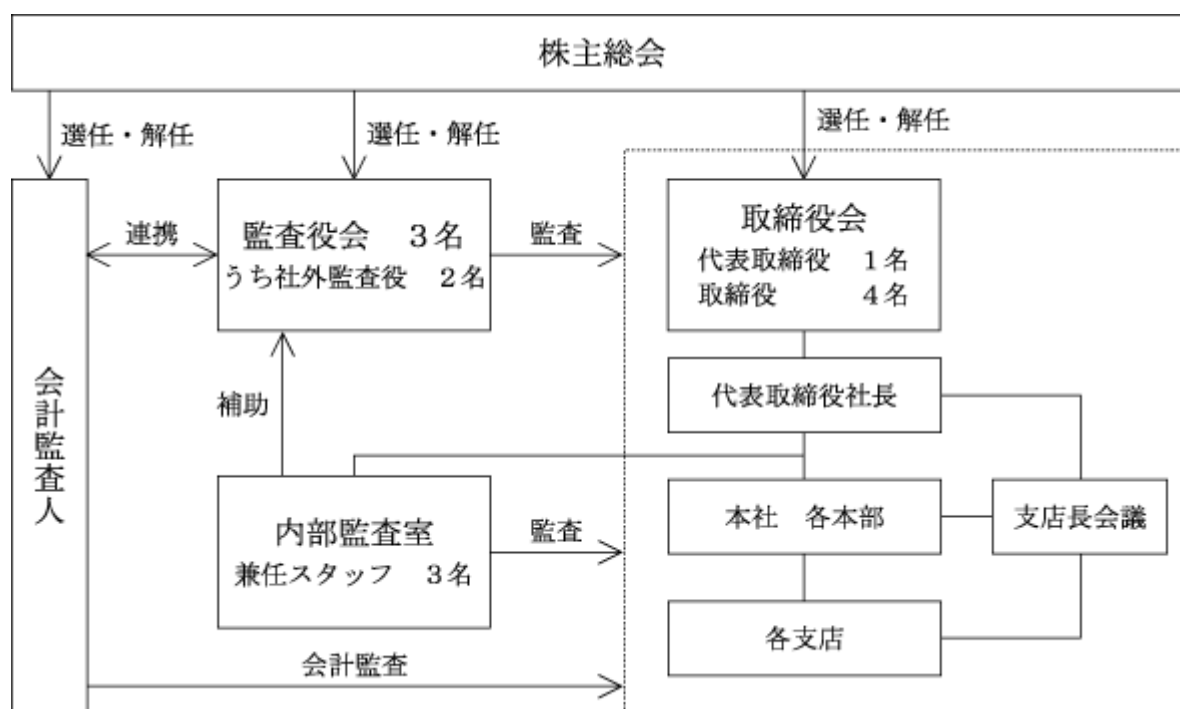 株主総会
選任・解任
選任・解任
選任・解任
会計監査人
連携
監査役会　３名
うち社外監査役　２名
監査
取締役会
代表取締役　１名
取締役　　　４名
代表取締役社長
補助
内部監査室
兼任スタッフ　３名
監査
本社　各本部
支店長会議
各支店
会計監査